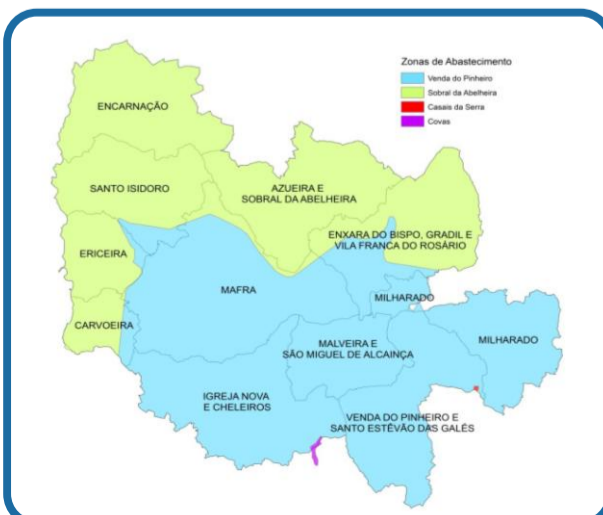 Zonas de Abastecimento
Venda do Pinheiro
Sobral da Abelheira
Casais da Serra
Covas
ENCARNAÇÃO
SANTO ISIDORO
AZUEIRA E
SOBRAL DA ABELHEIRA
ENXARA DO BISPO, GRADIL E
VILA FRANCA DO ROSÁRIO
ERICEIRA
MAFRA
MILHARADO
CARVOEIRA
MALVEIRA E
SÃO MIGUEL DE ALCAINÇA
MILHARADO
IGREJA NOVA
E CHELEIROS
VENDA DO PINHEIRO E
SANTO ESTÊVÃO DAS GALÉS